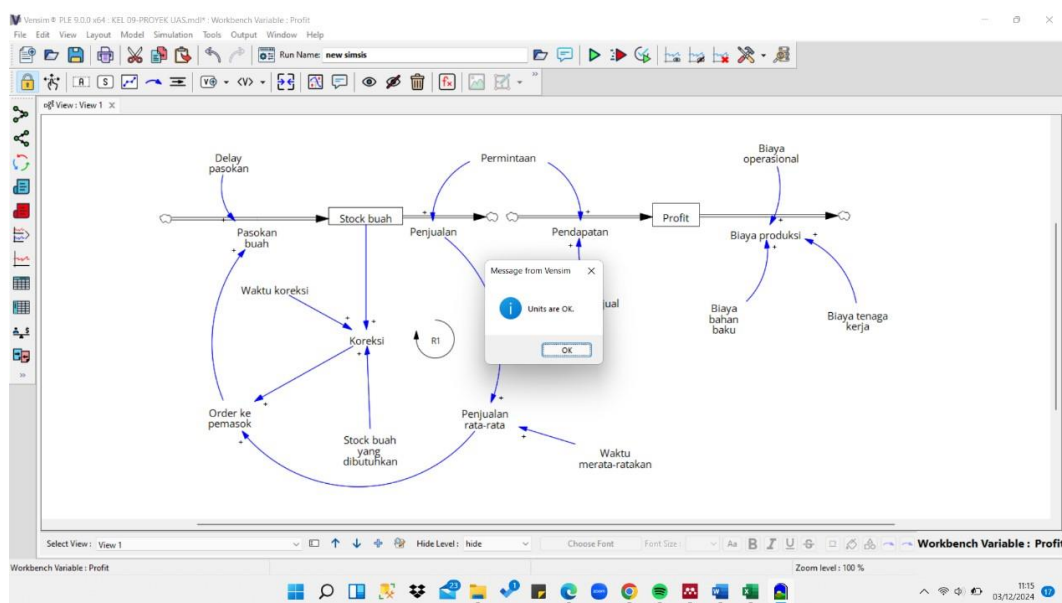 Vensim® PLE 9.0.0 x64 : KEL 09-PROYEK UAS.mdl* : Workbench Variable : Profit
File Edit View Layout Model Simulation Tools Output Window Help
Run Name: new simsis
View : View 1
Delay
pasokan
Permintaan
Biaya
operasional
Stock buah
Profit
Pasokan
buah
Penjualan
Pendapatan
Biaya produksi
Message from Vensim
Units are OK.
OK
ual
Waktu koreksi
Koreksi
R1
Biaya
bahan
baku
Biaya tenaga
kerja
Order ke
pemasok
Stock buah
yang
dibutuhkan
Penjualan
rata-rata
Waktu
merata-ratakan
Select View : View 1
Hide Level : hide
Choose Font
Font Size :
Workbench Variable : Profi
Workbench Variable : Profit
Zoom level : 100 %
23
11:15
03/12/2024